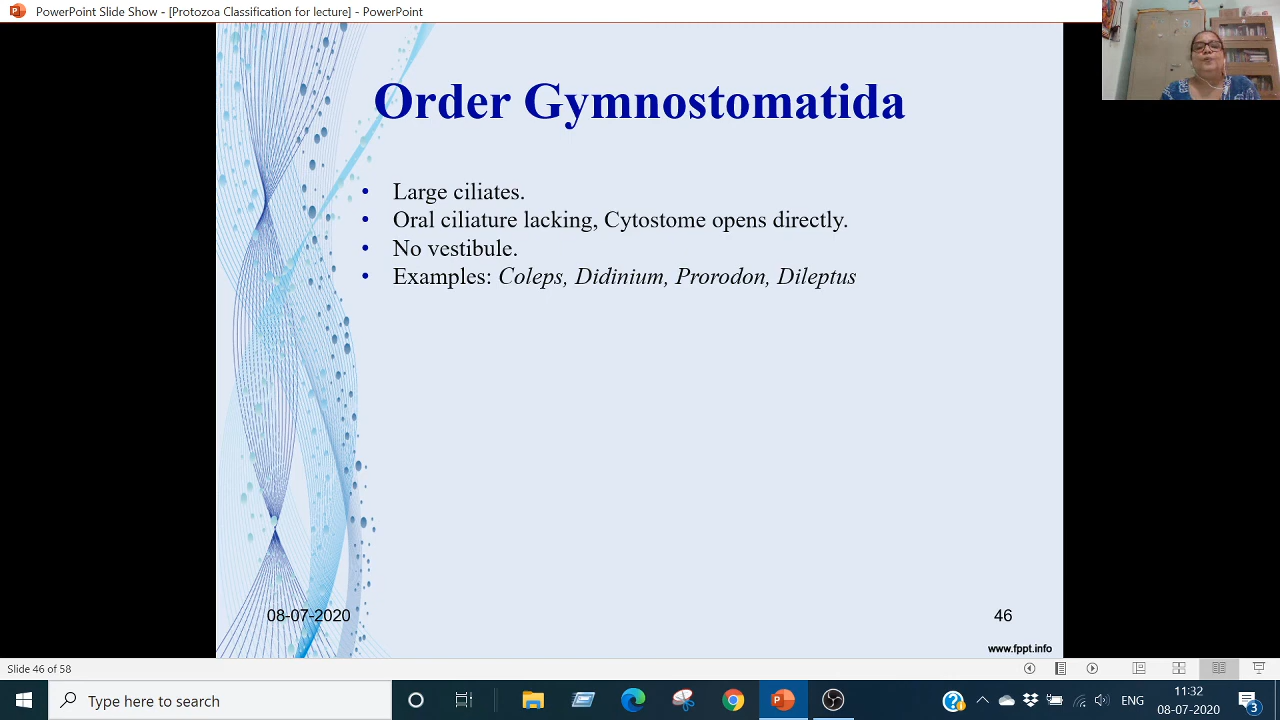 PowerPoint Slide Show - [Protozoa Classification for lecture] - PowerPoint
Order Gymnostomatida
• Large ciliates.
• Oral ciliature lacking, Cytostome opens directly.
• No vestibule.
• Examples: Coleps, Didinium, Prorodon, Dileptus
08-07-2020
46
www.fppt.info
Slide 46 of 58
Type here to search
ENG
11:32
08-07-2020
3